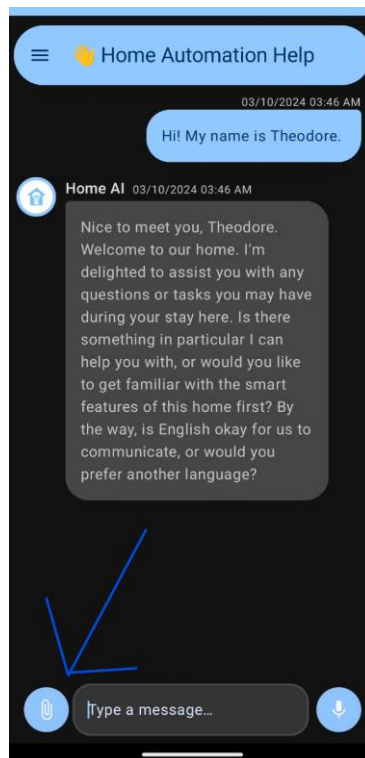 👋 Home Automation Help
03/10/2024 03:46 AM
Hi! My name is Theodore.
Home AI 03/10/2024 03:46 AM
Nice to meet you, Theodore.
Welcome to our home. I'm
delighted to assist you with any
questions or tasks you may have
during your stay here. Is there
something in particular I can
help you with, or would you like
to get familiar with the smart
features of this home first? By
the way, is English okay for us to
communicate, or would you
prefer another language?
Type a message...